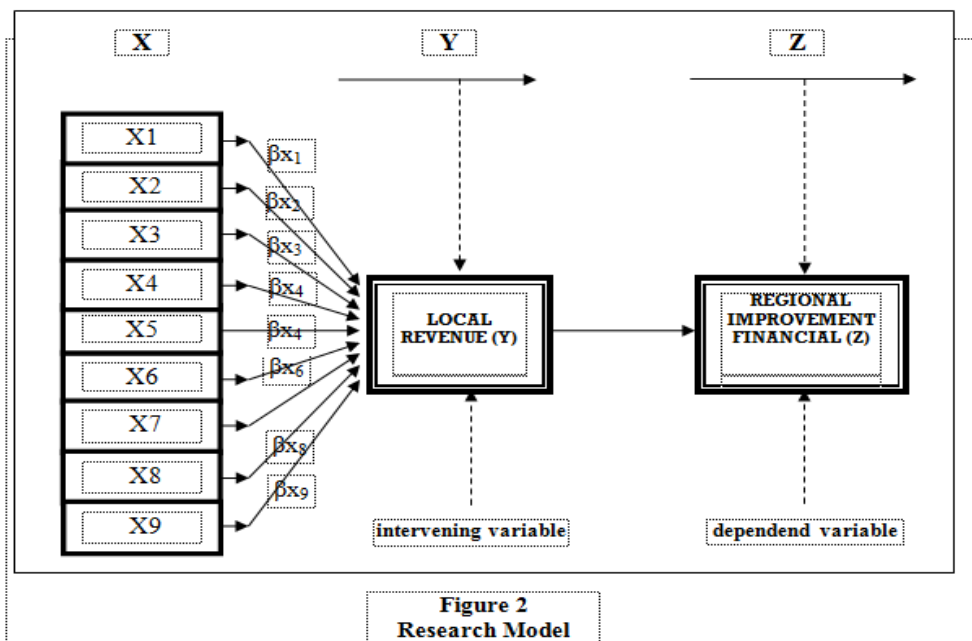 X
Y
Z
X1
X2
X3
X4
X5
X6
X7
X8
X9
βx₁
βx₂
βx₃
βx₄
βx₄
βx₆
βx₈
βx₉
LOCAL
REVENUE (Y)
REGIONAL
IMPROVEMENT
FINANCIAL (Z)
intervening variable
dependend variable
Figure 2
Research Model